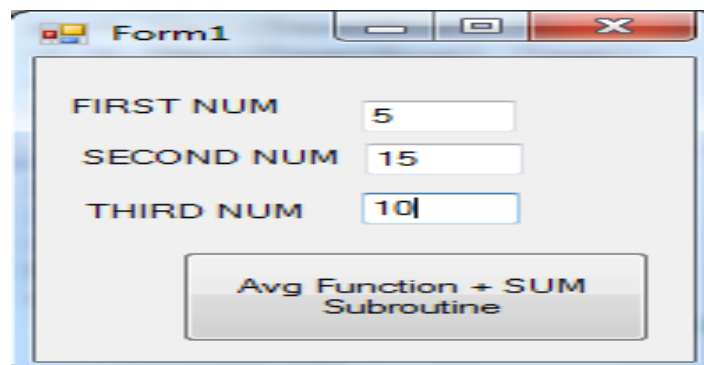 Form1
FIRST NUM 5
SECOND NUM 15
THIRD NUM 10
Avg Function + SUM
Subroutine